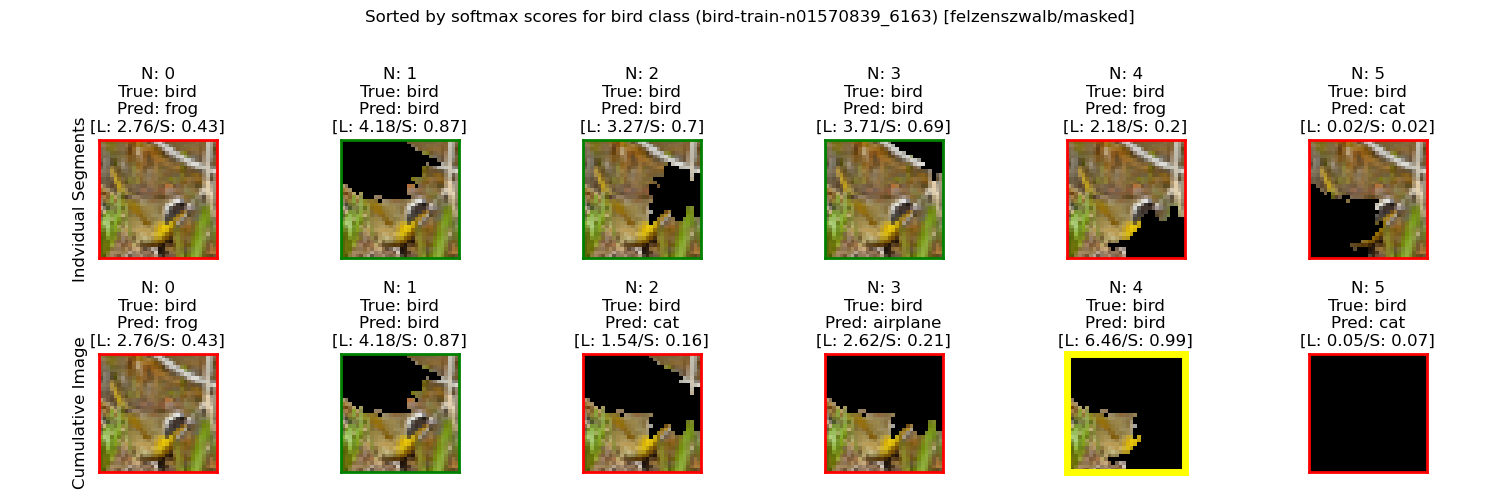 Sorted by softmax scores for bird class (bird-train-n01570839_6163) [felzenszwalb/masked]
Indvidual Segments
N: 0
True: bird
Pred: frog
[L: 2.76/S: 0.43]
N: 1
True: bird
Pred: bird
[L: 4.18/S: 0.87]
N: 2
True: bird
Pred: bird
[L: 3.27/S: 0.7]
N: 3
True: bird
Pred: bird
[L: 3.71/S: 0.69]
N: 4
True: bird
Pred: frog
[L: 2.18/S: 0.2]
N: 5
True: bird
Pred: cat
[L: 0.02/S: 0.02]
Cumulative Image
N: 0
True: bird
Pred: frog
[L: 2.76/S: 0.43]
N: 1
True: bird
Pred: bird
[L: 4.18/S: 0.87]
N: 2
True: bird
Pred: cat
[L: 1.54/S: 0.16]
N: 3
True: bird
Pred: airplane
[L: 2.62/S: 0.21]
N: 4
True: bird
Pred: bird
[L: 6.46/S: 0.99]
N: 5
True: bird
Pred: cat
[L: 0.05/S: 0.07]